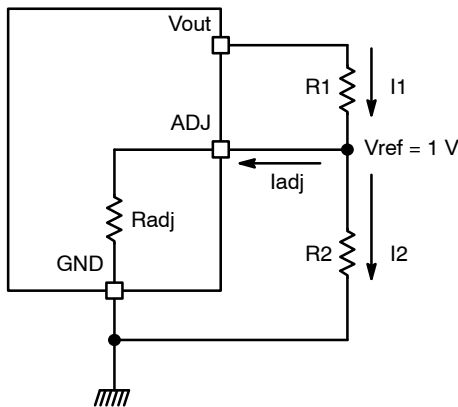 Vout
R1
I1
ADJ
Vref = 1 V
Iadj
Radj
GND
R2
I2